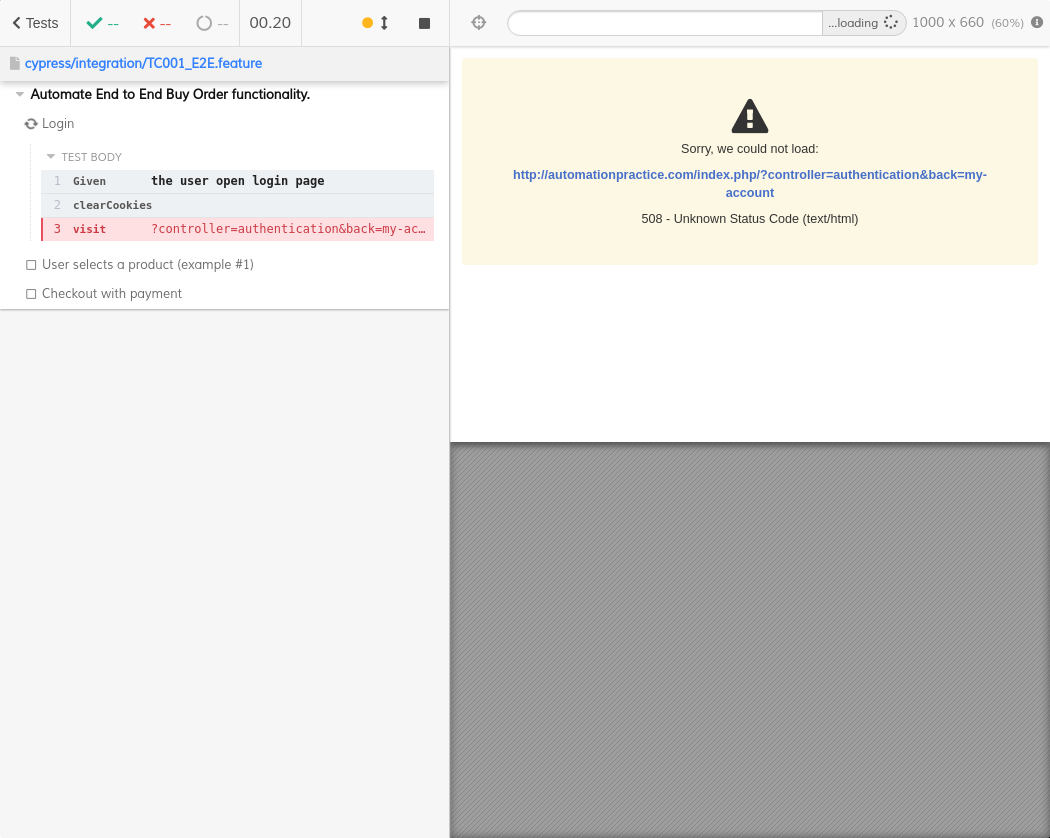 Tests
--
--
--
00.20
...loading
1000 x 660 (60%)
cypress/integration/TC001_E2E.feature
Automate End to End Buy Order functionality.
Login
TEST BODY
1 Given the user open login page
2 clearCookies
3 visit ?controller=authentication&back=my-ac…
User selects a product (example #1)
Checkout with payment
Sorry, we could not load:
http://automationpractice.com/index.php/?controller=authentication&back=my-
account
508 - Unknown Status Code (text/html)